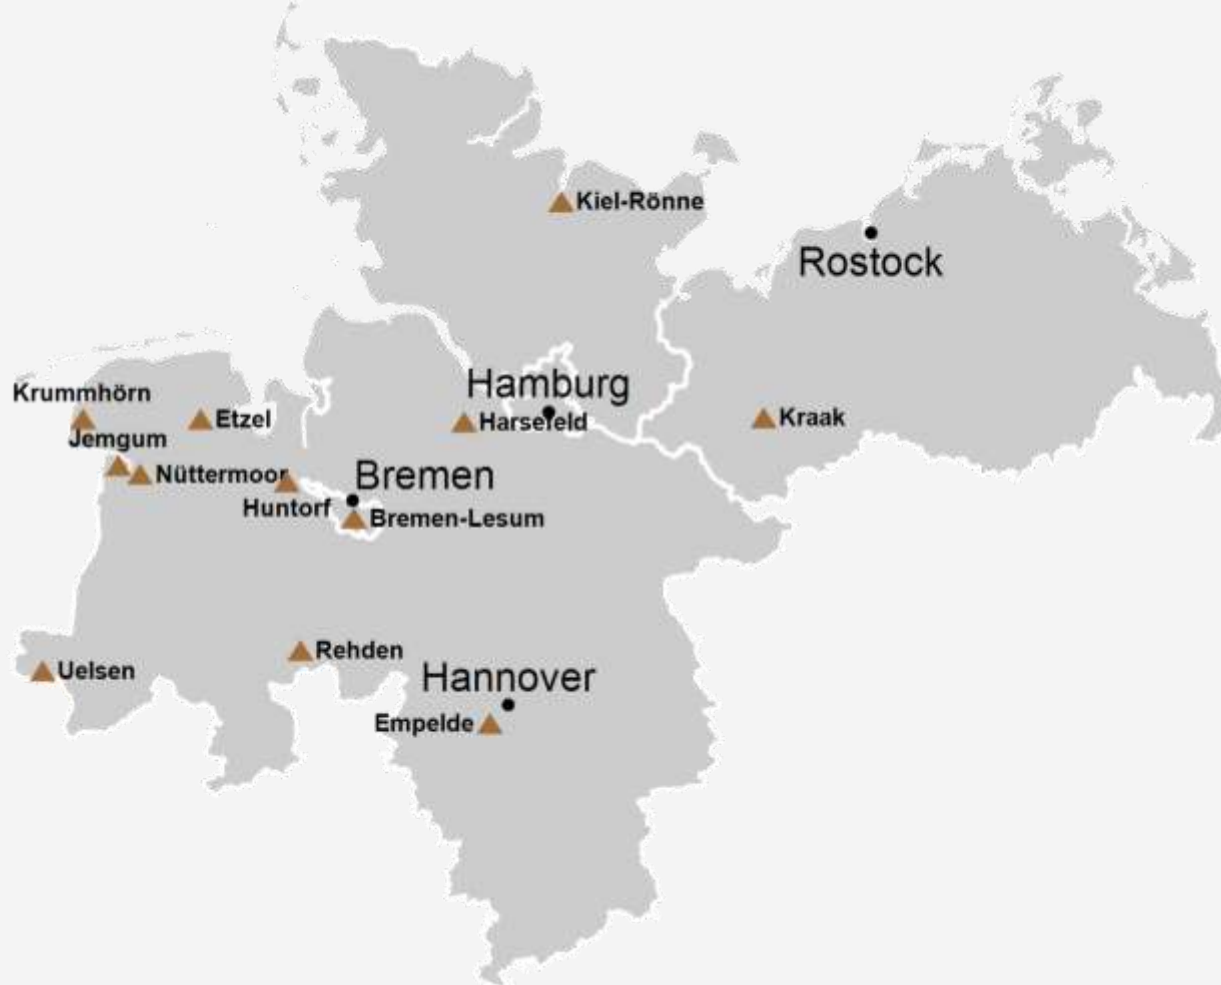 Kiel-Rönne
Rostock
Hamburg
Krummhörn
Etzel
Harsefeld
Kraak
Jemgum
Nüttermoor
Bremen
Huntorf
Bremen-Lesum
Rehden
Uelsen
Hannover
Empelde